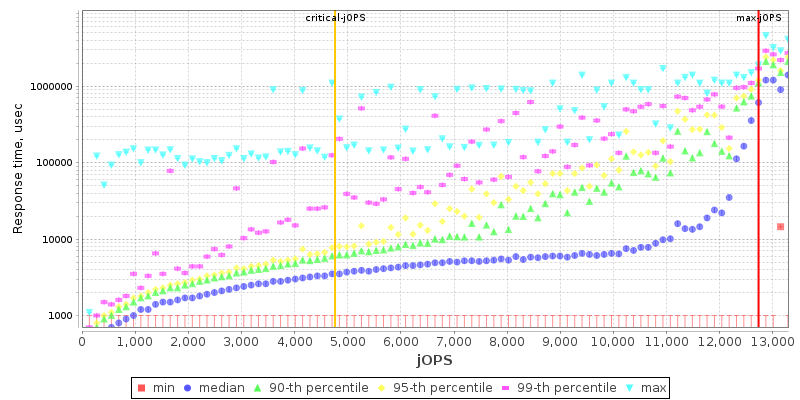 critical-jOPS
max-jOPS
Response time, usec
1000000
100000
10000
1000
0
1,000
2,000
3,000
4,000
5,000
6,000
7,000
8,000
9,000
10,000
11,000
12,000
13,000
jOPS
min
median
90-th percentile
95-th percentile
99-th percentile
max